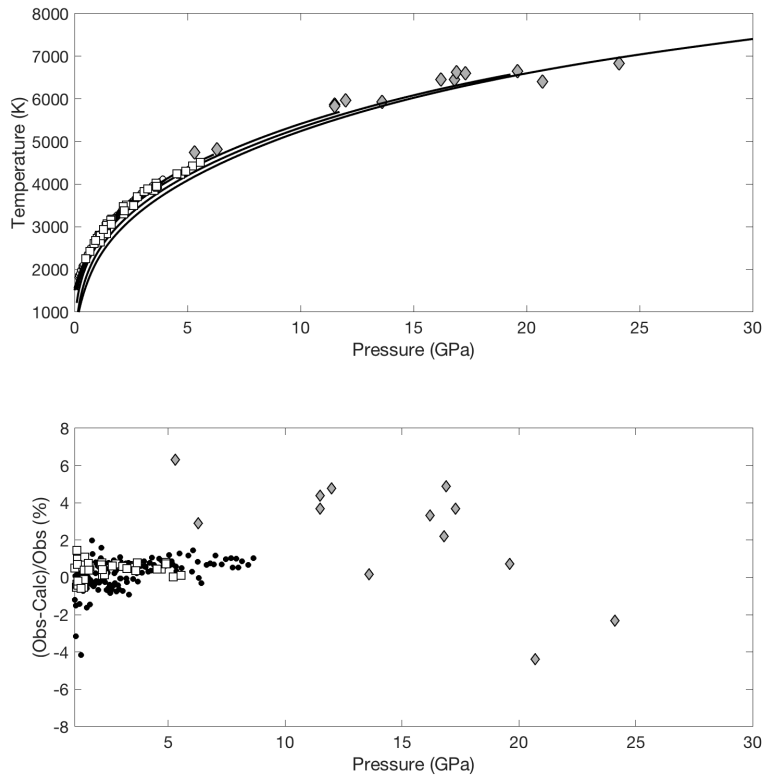 8000
7000
6000
5000
4000
3000
2000
1000
Temperature (K)
0 5 10 15 20 25 30
Pressure (GPa)
8
6
4
2
0
-2
-4
-6
-8
(Obs-Calc)/Obs (%)
5 10 15 20 25 30
Pressure (GPa)